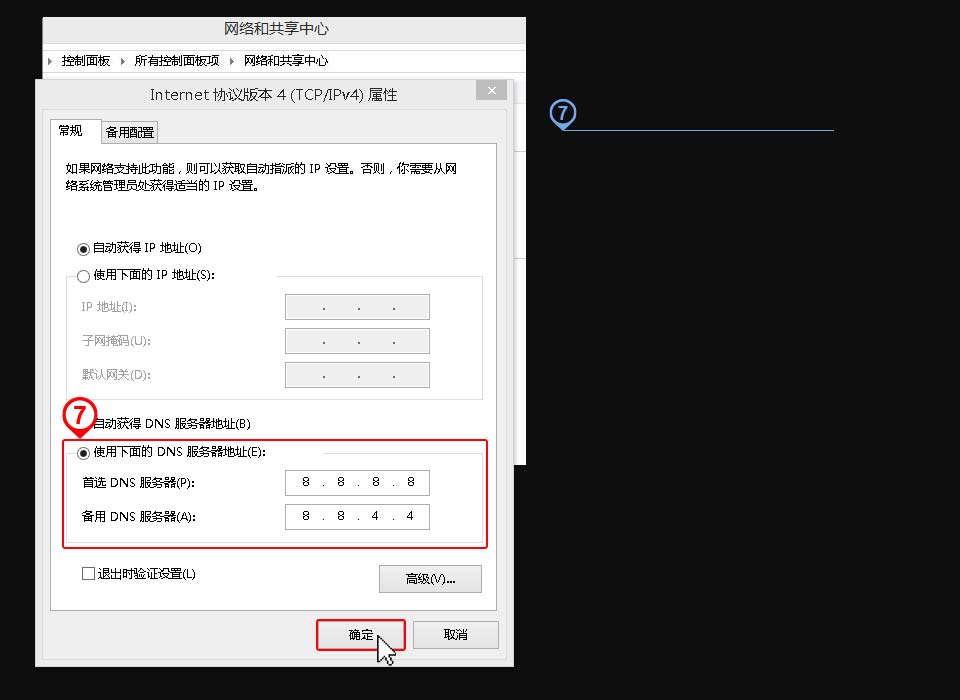 网络和共享中心
控制面板 所有控制面板项 网络和共享中心
Internet 协议版本 4 (TCP/IPv4) 属性
常规 备用配置
如果网络支持此功能，则可以获取自动指派的 IP 设置。否则，你需要从网
络系统管理员处获得适当的 IP 设置。
自动获得 IP 地址(O)
使用下面的 IP 地址(S):
IP 地址(I):
子网掩码(U):
默认网关(D):
7
自动获得 DNS 服务器地址(B)
使用下面的 DNS 服务器地址(E):
首选 DNS 服务器(P): 8 . 8 . 8 . 8
备用 DNS 服务器(A): 8 . 8 . 4 . 4
退出时验证设置(L)
高级(V)...
确定 取消
7